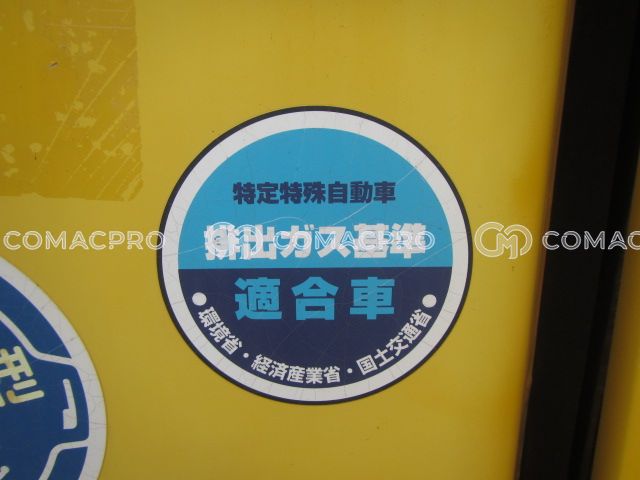 特定特殊自動車
排出ガス基準
適合車
●環境省・経済産業省・国土交通省●
COMACPRO
COMACPRO
COMAC
型